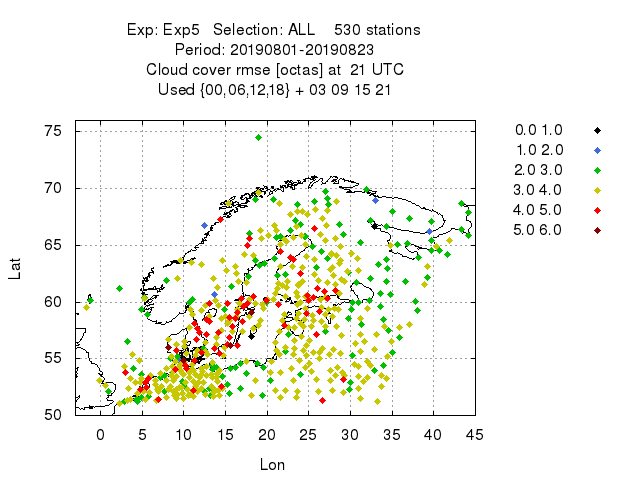 Exp: Exp5 Selection: ALL 530 stations
Period: 20190801-20190823
Cloud cover rmse [octas] at 21 UTC
Used {00,06,12,18} + 03 09 15 21
75
70
65
60
55
50
Lat
0 5 10 15 20 25 30 35 40 45
Lon
0.0 1.0
1.0 2.0
2.0 3.0
3.0 4.0
4.0 5.0
5.0 6.0